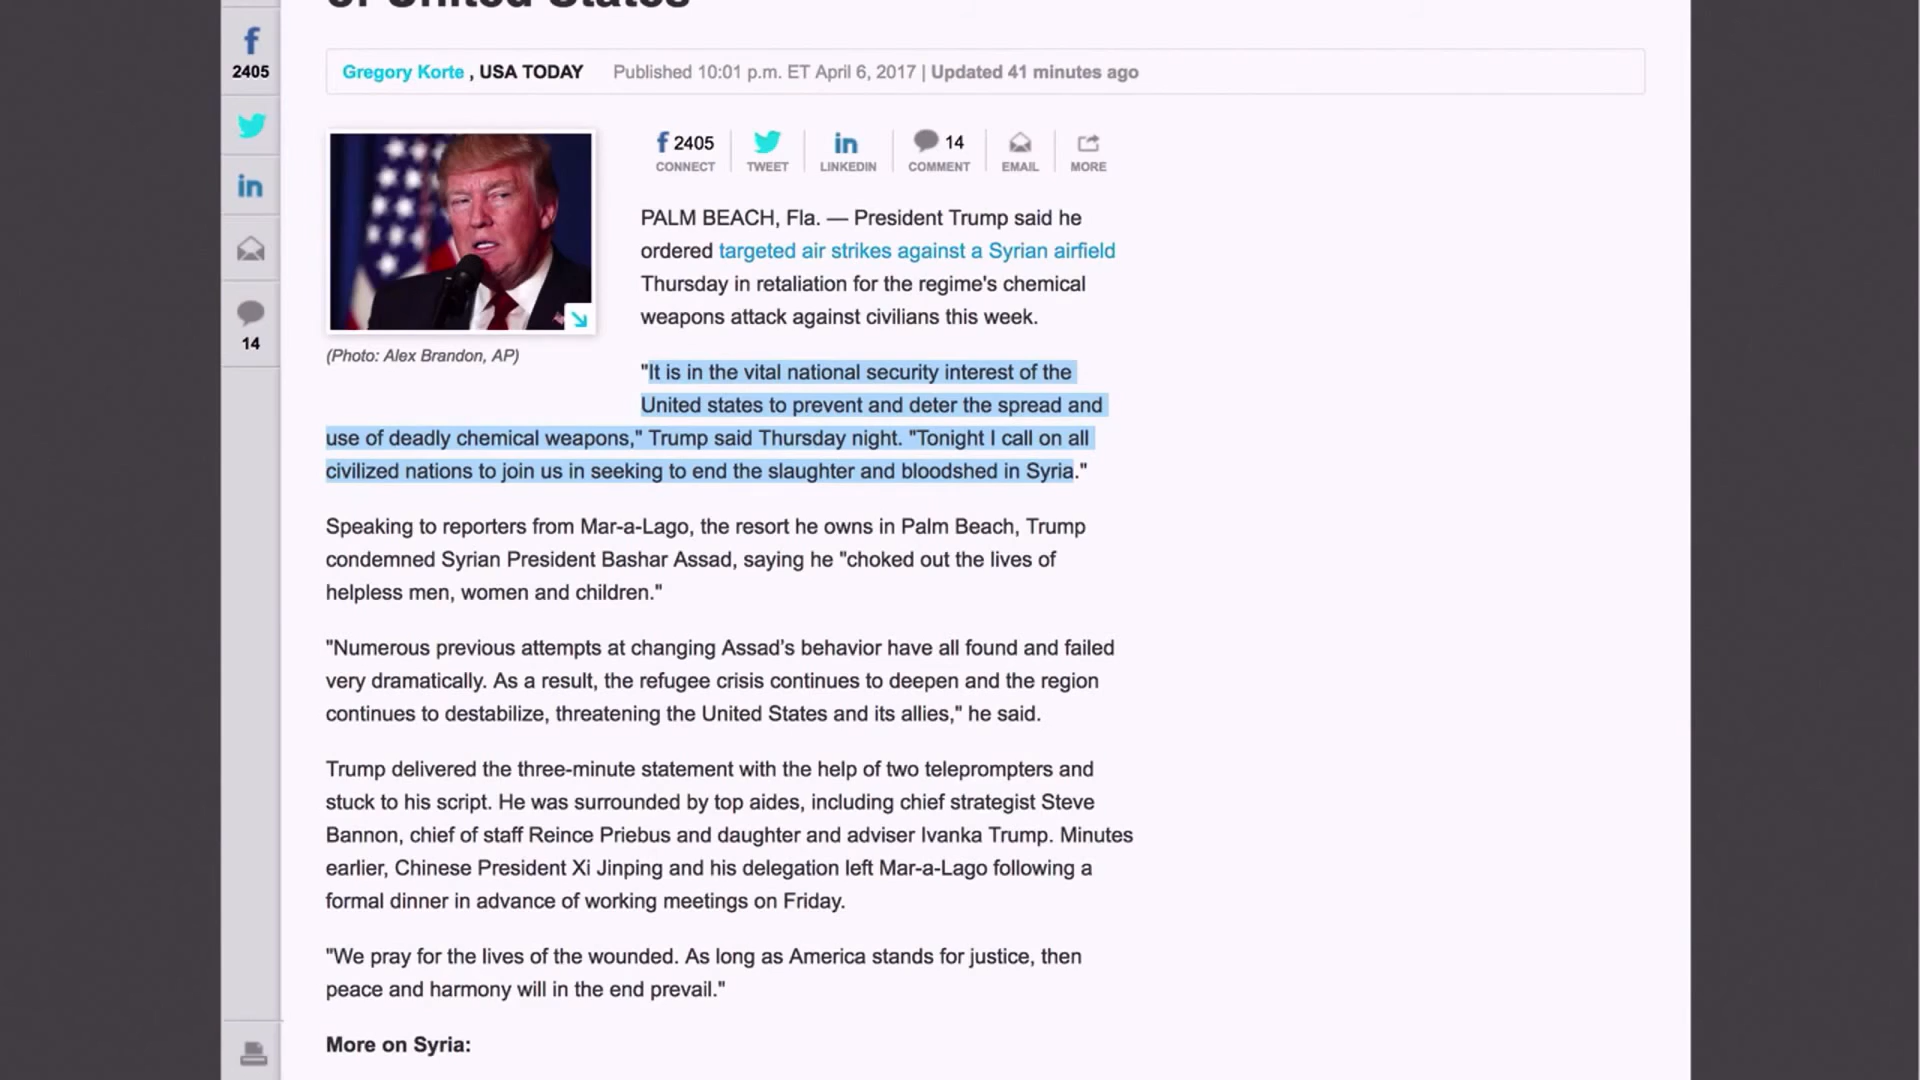 of United States
2405
Gregory Korte , USA TODAY Published 10:01 p.m. ET April 6, 2017 | Updated 41 minutes ago
2405 14
CONNECT TWEET LINKEDIN COMMENT EMAIL MORE
14
(Photo: Alex Brandon, AP)
PALM BEACH, Fla. — President Trump said he
ordered targeted air strikes against a Syrian airfield
Thursday in retaliation for the regime's chemical
weapons attack against civilians this week.
"It is in the vital national security interest of the
United states to prevent and deter the spread and
use of deadly chemical weapons," Trump said Thursday night. "Tonight I call on all
civilized nations to join us in seeking to end the slaughter and bloodshed in Syria."
Speaking to reporters from Mar-a-Lago, the resort he owns in Palm Beach, Trump
condemned Syrian President Bashar Assad, saying he "choked out the lives of
helpless men, women and children."
"Numerous previous attempts at changing Assad's behavior have all found and failed
very dramatically. As a result, the refugee crisis continues to deepen and the region
continues to destabilize, threatening the United States and its allies," he said.
Trump delivered the three-minute statement with the help of two teleprompters and
stuck to his script. He was surrounded by top aides, including chief strategist Steve
Bannon, chief of staff Reince Priebus and daughter and adviser Ivanka Trump. Minutes
earlier, Chinese President Xi Jinping and his delegation left Mar-a-Lago following a
formal dinner in advance of working meetings on Friday.
"We pray for the lives of the wounded. As long as America stands for justice, then
peace and harmony will in the end prevail."
More on Syria: